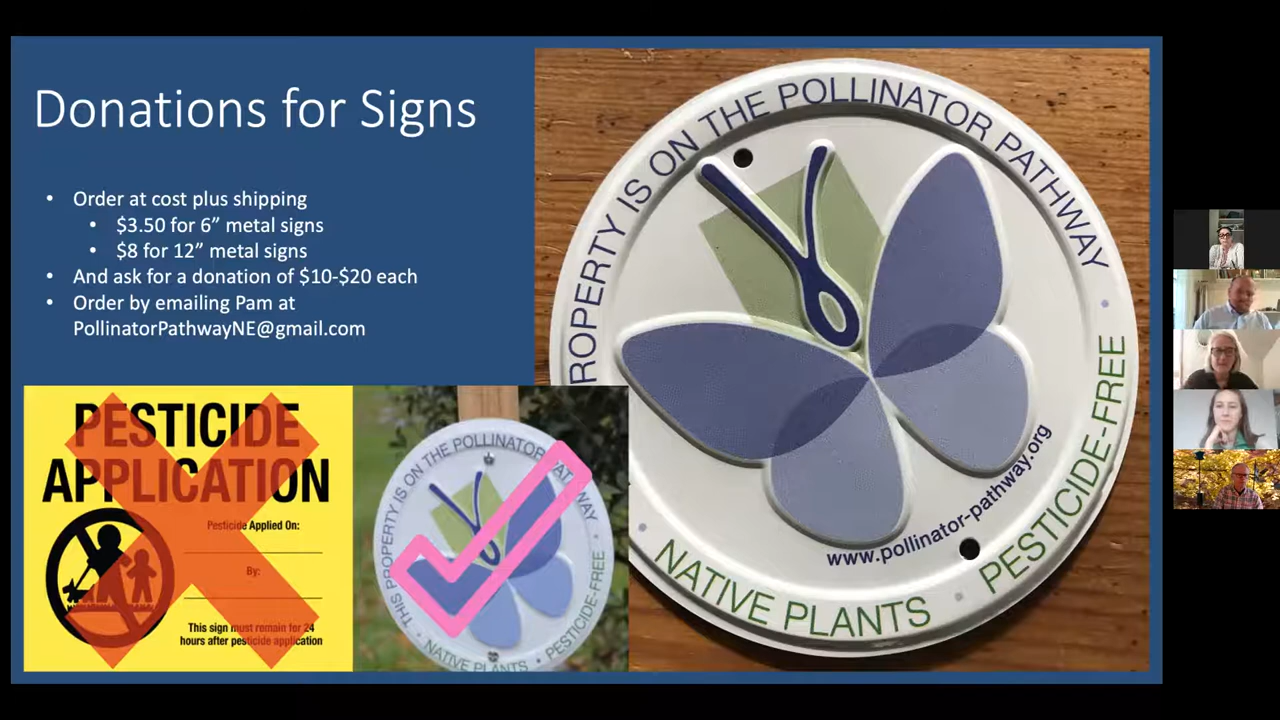 Donations for Signs
• Order at cost plus shipping
• $3.50 for 6” metal signs
• $8 for 12” metal signs
• And ask for a donation of $10-$20 each
• Order by emailing Pam at
PollinatorPathwayNE@gmail.com
PESTICIDE
APPLICATION
Pesticide Applied On:
By:
This sign must remain for 24
hours after pesticide application
THIS PROPERTY IS ON THE POLLINATOR PATHWAY
• NATIVE PLANTS • PESTICIDE-FREE
PROPERTY IS ON THE POLLINATOR PATHWAY •
www.pollinator-pathway.org
• NATIVE PLANTS • PESTICIDE-FREE